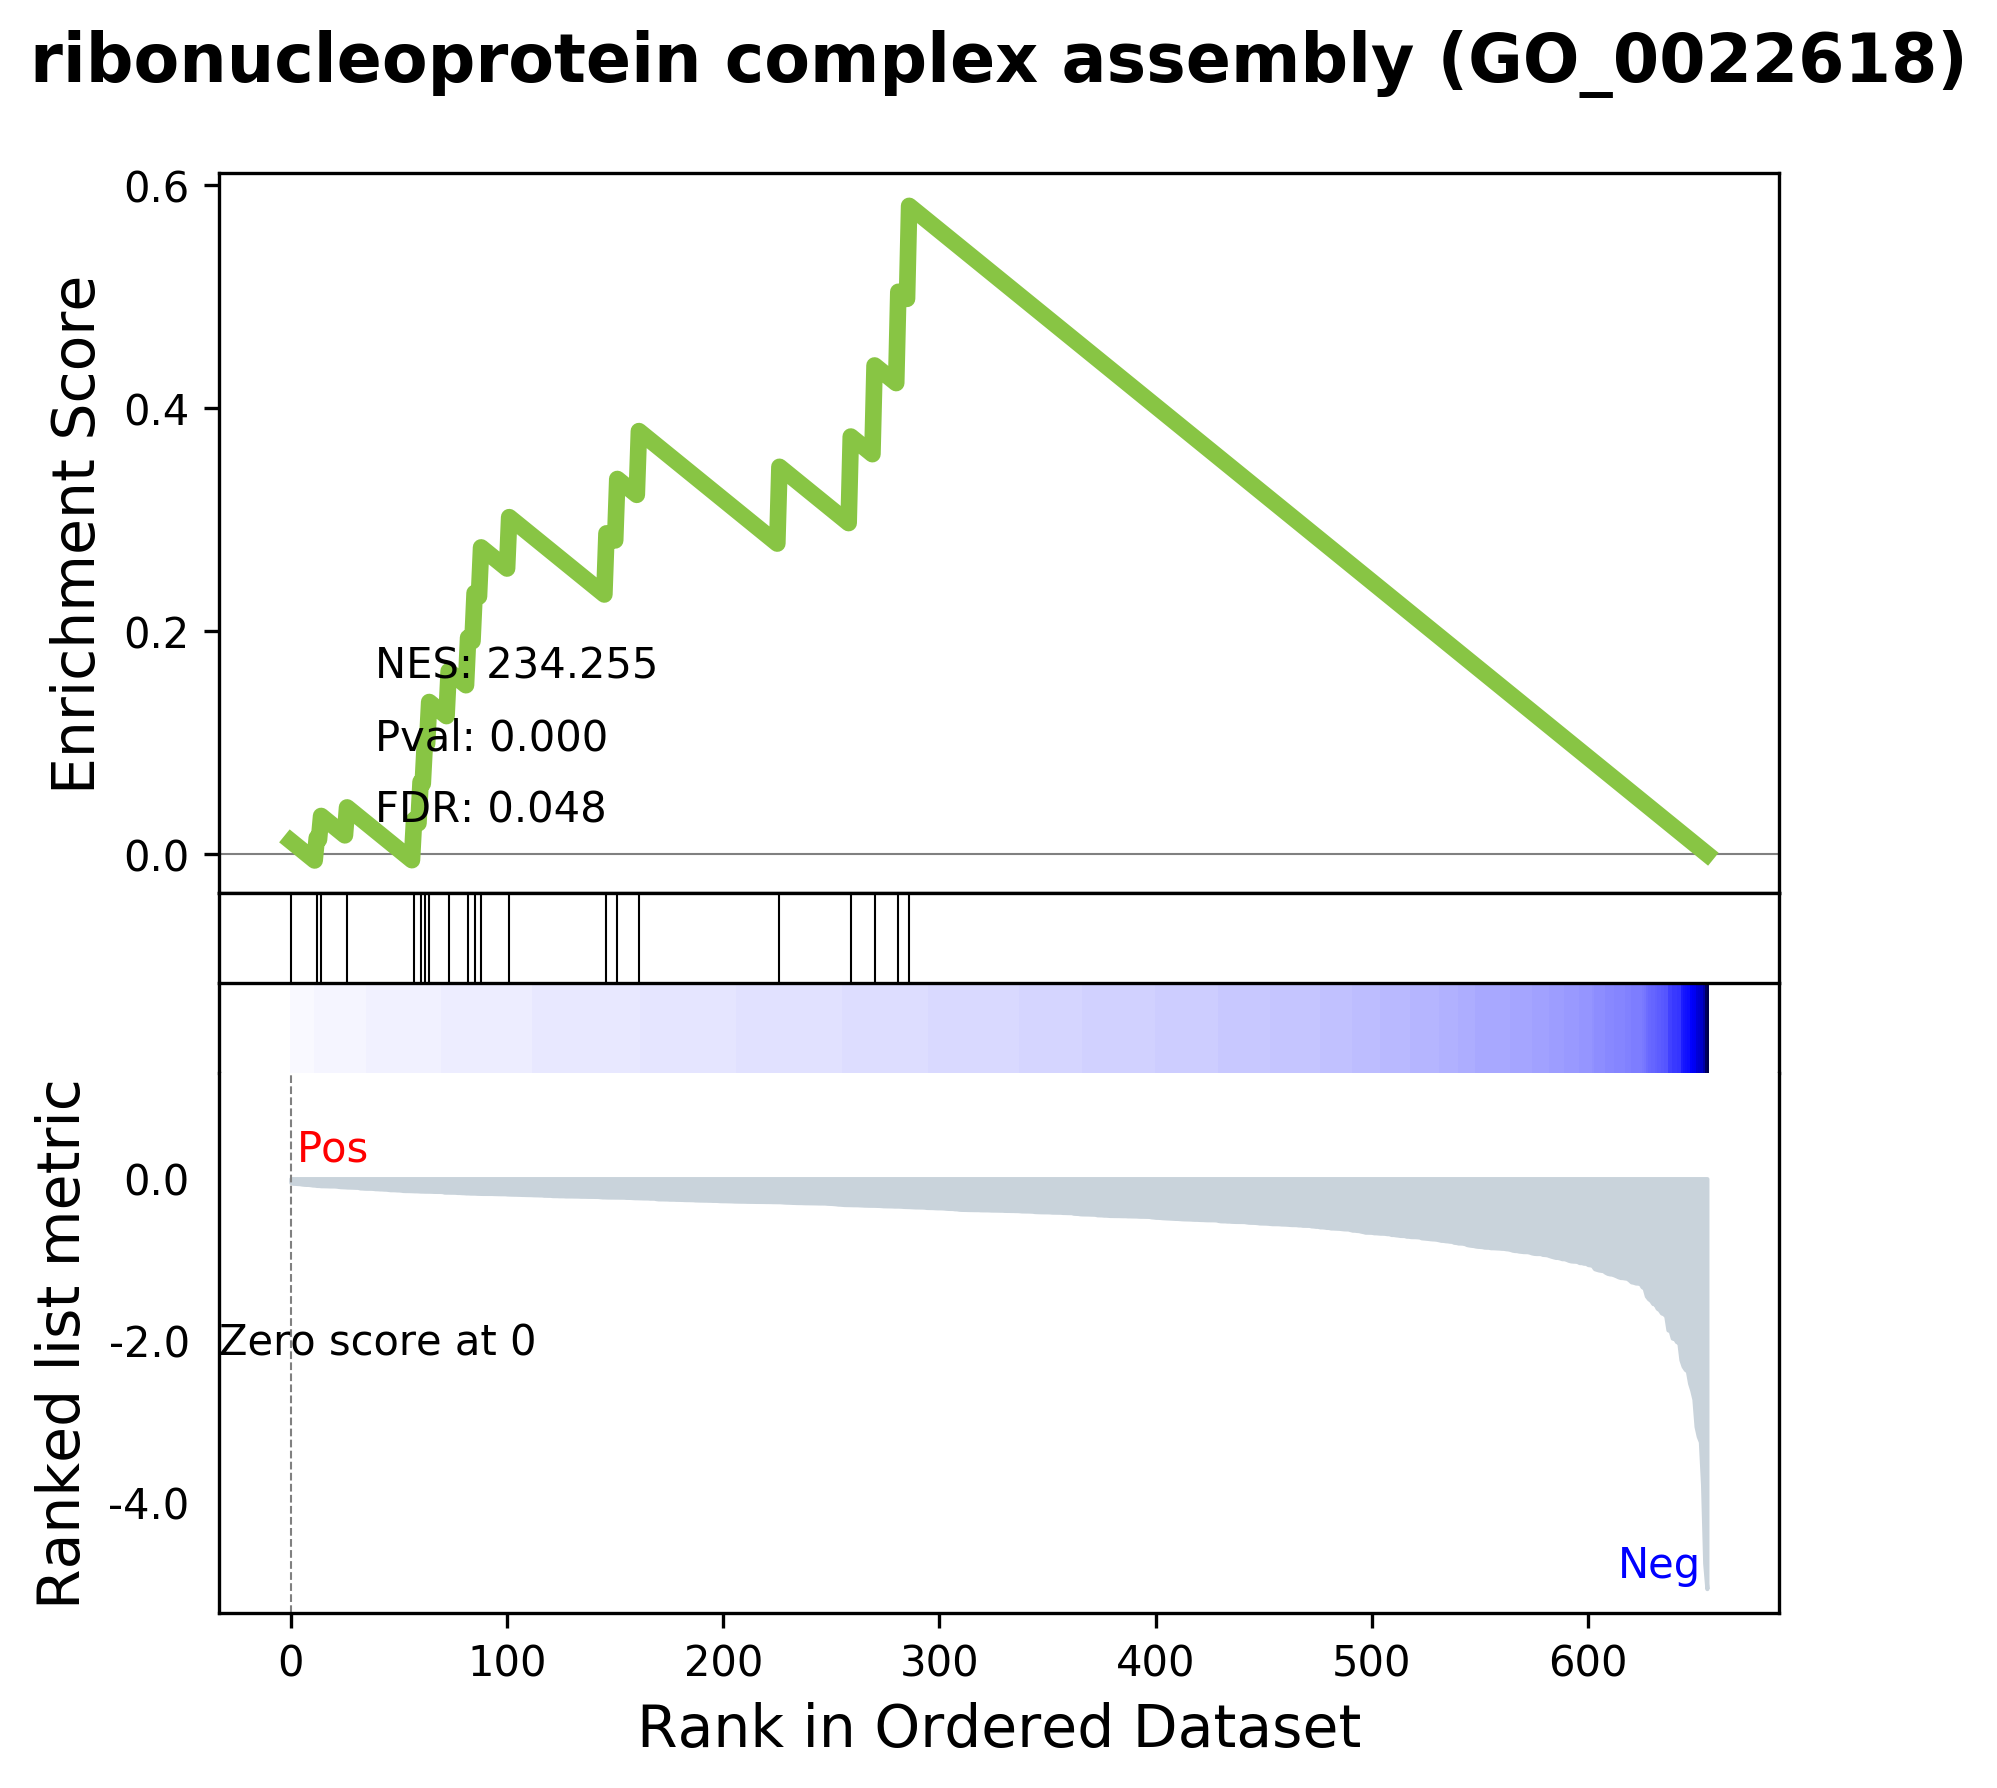 ribonucleoprotein complex assembly (GO_0022618)
Enrichment Score
0.6
0.4
0.2
0.0
NES: 234.255
Pval: 0.000
FDR: 0.048
Ranked list metric
Pos
0.0
-2.0
Zero score at 0
-4.0
Neg
0 100 200 300 400 500 600
Rank in Ordered Dataset